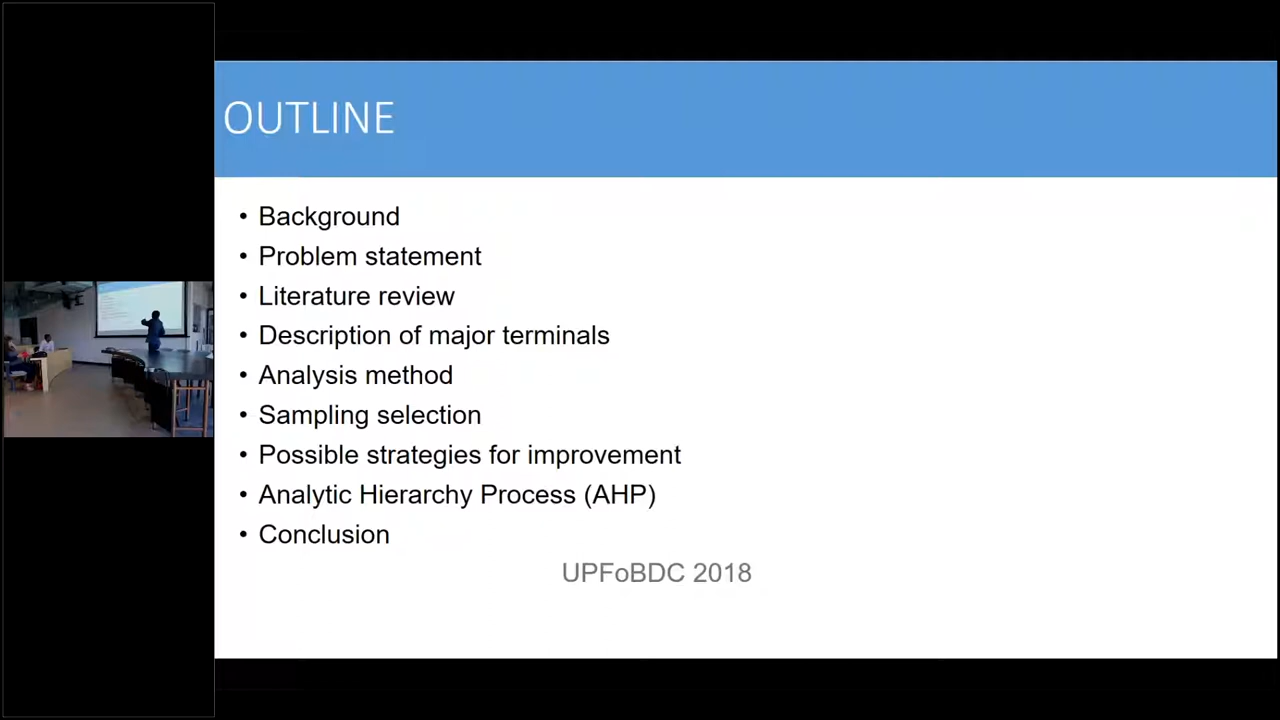 OUTLINE
• Background
• Problem statement
• Literature review
• Description of major terminals
• Analysis method
• Sampling selection
• Possible strategies for improvement
• Analytic Hierarchy Process (AHP)
• Conclusion
UPFoBDC 2018